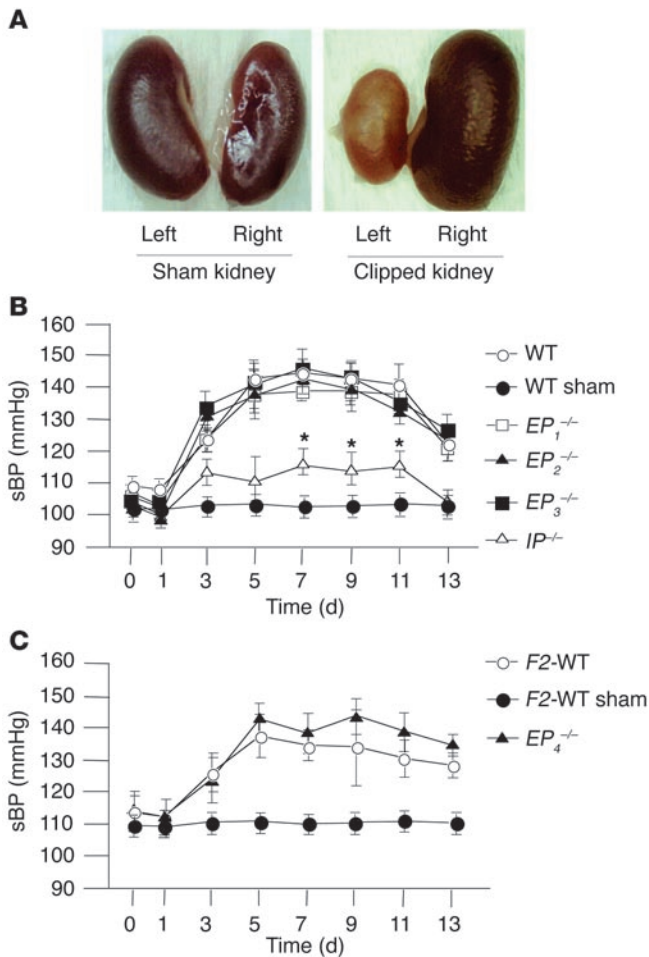 A
Left Right Left Right
Sham kidney Clipped kidney
B
160
150
140
130
120
110
100
90
sBP (mmHg)
0 1 3 5 7 9 11 13
Time (d)
* * *
WT
WT sham
EP₁⁻/⁻
EP₂⁻/⁻
EP₃⁻/⁻
IP⁻/⁻
C
160
150
140
130
120
110
100
90
sBP (mmHg)
0 1 3 5 7 9 11 13
Time (d)
F2-WT
F2-WT sham
EP₄⁻/⁻